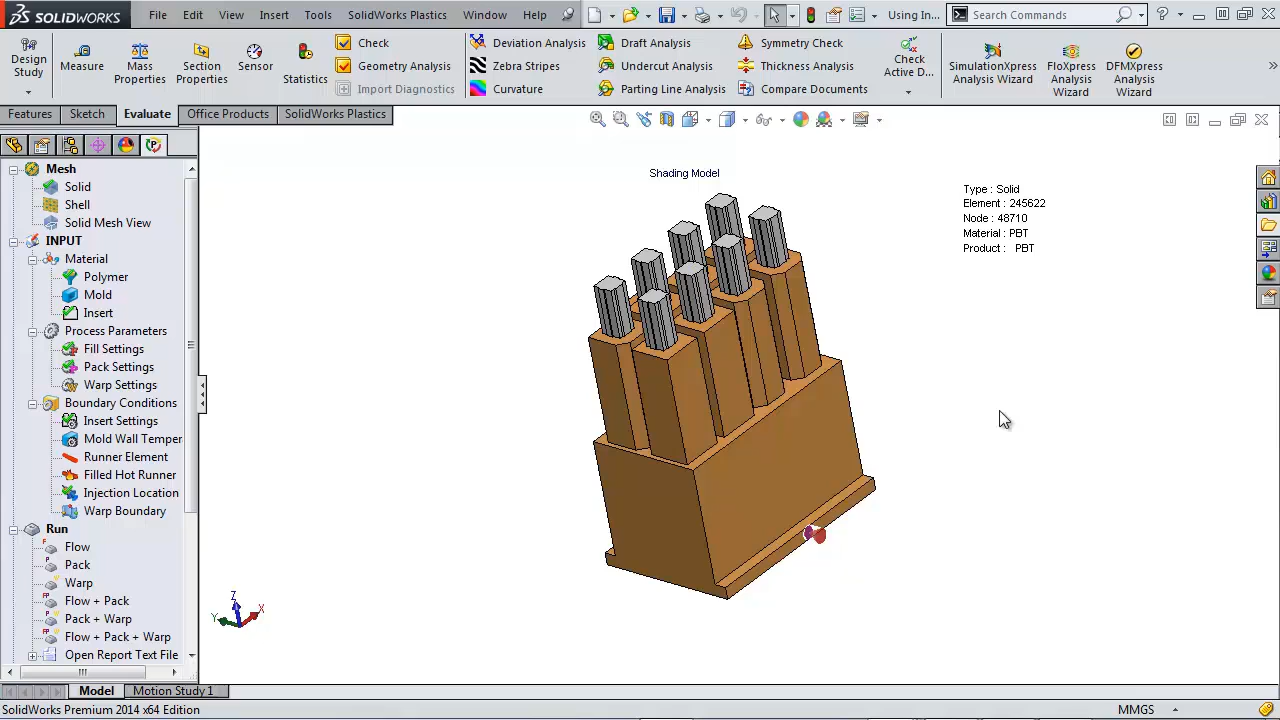 SOLIDWORKS
File Edit View Insert Tools SolidWorks Plastics Window Help
Using In...
Search Commands
Design Study
Measure
Mass Properties
Section Properties
Sensor
Statistics
Check
Geometry Analysis
Import Diagnostics
Deviation Analysis
Zebra Stripes
Curvature
Draft Analysis
Undercut Analysis
Parting Line Analysis
Symmetry Check
Thickness Analysis
Compare Documents
Check Active D...
SimulationXpress Analysis Wizard
FloXpress Analysis Wizard
DFMXpress Analysis Wizard
Features Sketch Evaluate Office Products SolidWorks Plastics
Mesh
Solid
Shell
Solid Mesh View
INPUT
Material
Polymer
Mold
Insert
Process Parameters
Fill Settings
Pack Settings
Warp Settings
Boundary Conditions
Insert Settings
Mold Wall Temper
Runner Element
Filled Hot Runner
Injection Location
Warp Boundary
Run
Flow
Pack
Warp
Flow + Pack
Pack + Warp
Flow + Pack + Warp
Open Report Text File
Shading Model
Type : Solid
Element : 245622
Node : 48710
Material : PBT
Product : PBT
Z
Y
X
Model Motion Study 1
SolidWorks Premium 2014 x64 Edition
MMGS